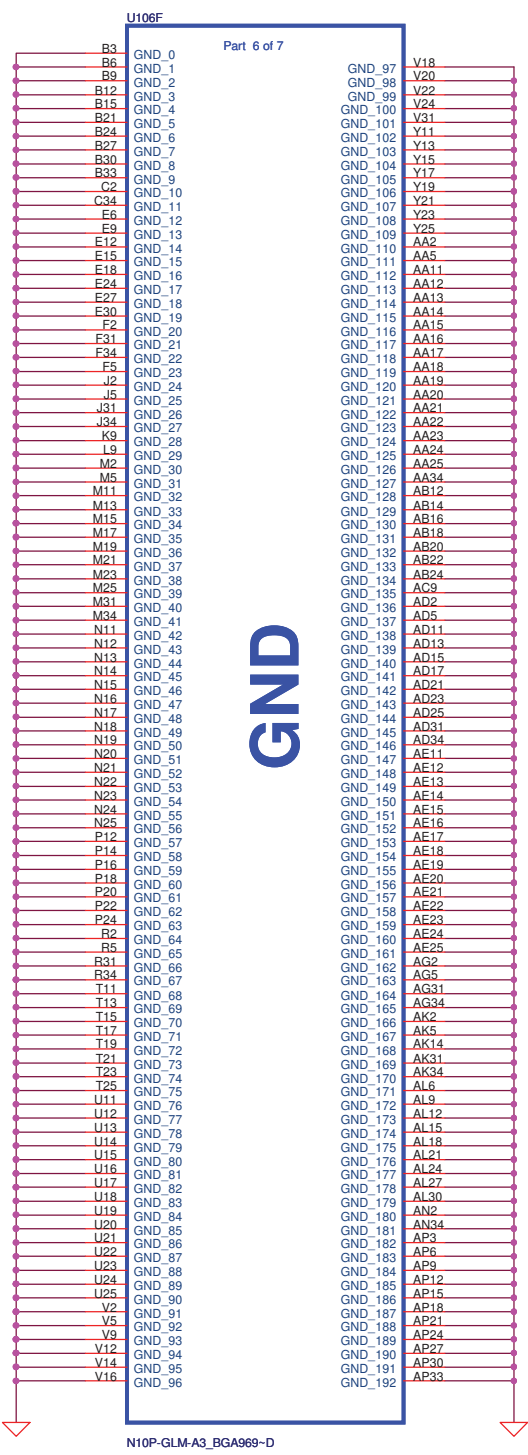 U106F
Part 6 of 7
B3 GND_0
B6 GND_1
B9 GND_2
B12 GND_3
B15 GND_4
B21 GND_5
B24 GND_6
B27 GND_7
B30 GND_8
B33 GND_9
C2 GND_10
C34 GND_11
E6 GND_12
E9 GND_13
E12 GND_14
E15 GND_15
E18 GND_16
E24 GND_17
E27 GND_18
E30 GND_19
F2 GND_20
F31 GND_21
F34 GND_22
F5 GND_23
J2 GND_24
J5 GND_25
J31 GND_26
J34 GND_27
K9 GND_28
L9 GND_29
M2 GND_30
M5 GND_31
M11 GND_32
M13 GND_33
M15 GND_34
M17 GND_35
M19 GND_36
M21 GND_37
M23 GND_38
M25 GND_39
M31 GND_40
M34 GND_41
N11 GND_42
N12 GND_43
N13 GND_44
N14 GND_45
N15 GND_46
N16 GND_47
N17 GND_48
N18 GND_49
N19 GND_50
N20 GND_51
N21 GND_52
N22 GND_53
N23 GND_54
N24 GND_55
N25 GND_56
P12 GND_57
P14 GND_58
P16 GND_59
P18 GND_60
P20 GND_61
P22 GND_62
P24 GND_63
R2 GND_64
R5 GND_65
R31 GND_66
R34 GND_67
T11 GND_68
T13 GND_69
T15 GND_70
T17 GND_71
T19 GND_72
T21 GND_73
T23 GND_74
T25 GND_75
U11 GND_76
U12 GND_77
U13 GND_78
U14 GND_79
U15 GND_80
U16 GND_81
U17 GND_82
U18 GND_83
U19 GND_84
U20 GND_85
U21 GND_86
U22 GND_87
U23 GND_88
U24 GND_89
U25 GND_90
V2 GND_91
V5 GND_92
V9 GND_93
V12 GND_94
V14 GND_95
V16 GND_96
GND
GND_97 V18
GND_98 V20
GND_99 V22
GND_100 V24
GND_101 V31
GND_102 Y11
GND_103 Y13
GND_104 Y15
GND_105 Y17
GND_106 Y19
GND_107 Y21
GND_108 Y23
GND_109 Y25
GND_110 AA2
GND_111 AA5
GND_112 AA11
GND_113 AA12
GND_114 AA13
GND_115 AA14
GND_116 AA15
GND_117 AA16
GND_118 AA17
GND_119 AA18
GND_120 AA19
GND_121 AA20
GND_122 AA21
GND_123 AA22
GND_124 AA23
GND_125 AA24
GND_126 AA25
GND_127 AA34
GND_128 AB12
GND_129 AB14
GND_130 AB16
GND_131 AB18
GND_132 AB20
GND_133 AB22
GND_134 AB24
GND_135 AC9
GND_136 AD2
GND_137 AD5
GND_138 AD11
GND_139 AD13
GND_140 AD15
GND_141 AD17
GND_142 AD21
GND_143 AD23
GND_144 AD25
GND_145 AD31
GND_146 AD34
GND_147 AE11
GND_148 AE12
GND_149 AE13
GND_150 AE14
GND_151 AE15
GND_152 AE16
GND_153 AE17
GND_154 AE18
GND_155 AE19
GND_156 AE20
GND_157 AE21
GND_158 AE22
GND_159 AE23
GND_160 AE24
GND_161 AE25
GND_162 AG2
GND_163 AG5
GND_164 AG31
GND_165 AG34
GND_166 AK2
GND_167 AK5
GND_168 AK14
GND_169 AK31
GND_170 AK34
GND_171 AL6
GND_172 AL9
GND_173 AL12
GND_174 AL15
GND_175 AL18
GND_176 AL21
GND_177 AL24
GND_178 AL27
GND_179 AL30
GND_180 AN2
GND_181 AN34
GND_182 AP3
GND_183 AP6
GND_184 AP9
GND_185 AP12
GND_186 AP15
GND_187 AP18
GND_188 AP21
GND_189 AP24
GND_190 AP27
GND_191 AP30
GND_192 AP33
N10P-GLM-A3_BGA969~D